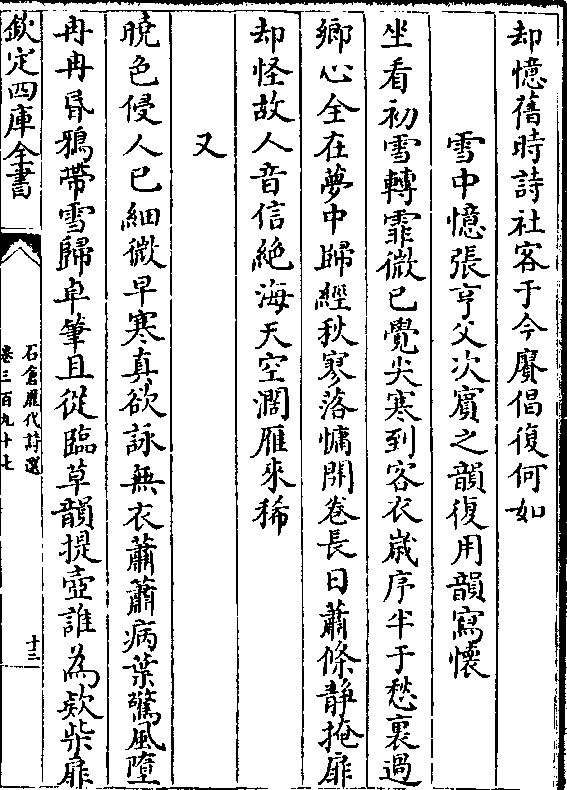 却憶舊時詩社客于今賡倡復何如
雪中憶張亨父次賓之韻復用韻寫懷
坐看初雪轉霏微已覺尖寒到客衣歲序半于愁裏過
鄉心全在夢中歸經秋寥落慵開卷長日蕭條静掩扉
却怪故人音信絶海天空濶雁來稀
又
暁色侵人已細微早寒真欲詠無衣蕭蕭病葉驚風墮
冉冉昏鴉帶雪歸卓筆且從臨草韻提壺誰為欵柴扉
欽定四庫全書
石倉歷代詩選
卷三百九十七
十三